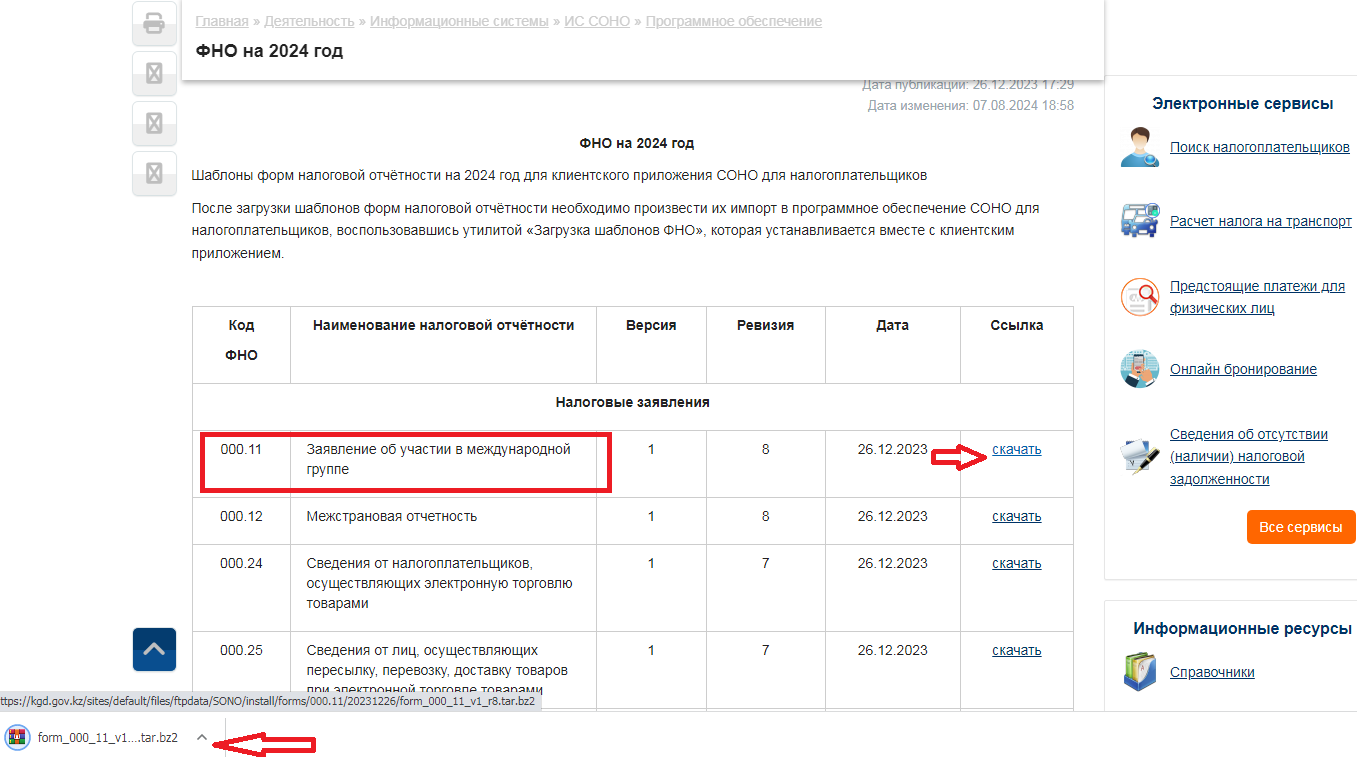 Главная » Деятельность » Информационные системы » ИС СОНО » Программное обеспечение
ФНО на 2024 год
Дата публикации: 26.12.2023 17:29
Дата изменения: 07.08.2024 18:58
ФНО на 2024 год
Шаблоны форм налоговой отчётности на 2024 год для клиентского приложения СОНО для налогоплательщиков
После загрузки шаблонов форм налоговой отчётности необходимо произвести их импорт в программное обеспечение СОНО для
налогоплательщиков, воспользовавшись утилитой «Загрузка шаблонов ФНО», которая устанавливается вместе с клиентским
приложением.
Код
ФНО
Наименование налоговой отчётности
Версия
Ревизия
Дата
Ссылка
Налоговые заявления
000.11
Заявление об участии в международной
группе
1
8
26.12.2023
скачать
000.12
Межстрановая отчетность
1
8
26.12.2023
скачать
000.24
Сведения от налогоплательщиков,
осуществляющих электронную торговлю
товарами
1
7
26.12.2023
скачать
000.25
Сведения от лиц, осуществляющих
пересылку, перевозку, доставку товаров
при электронной торговле товарами
1
7
26.12.2023
скачать
Электронные сервисы
Поиск налогоплательщиков
Расчет налога на транспорт
Предстоящие платежи для
физических лиц
Онлайн бронирование
Сведения об отсутствии
(наличии) налоговой
задолженности
Все сервисы
Информационные ресурсы
Справочники
ttps://kgd.gov.kz/sites/default/files/ftpdata/SONO/install/forms/000.11/20231226/form_000_11_v1_r8.tar.bz2
form_000_11_v1....tar.bz2